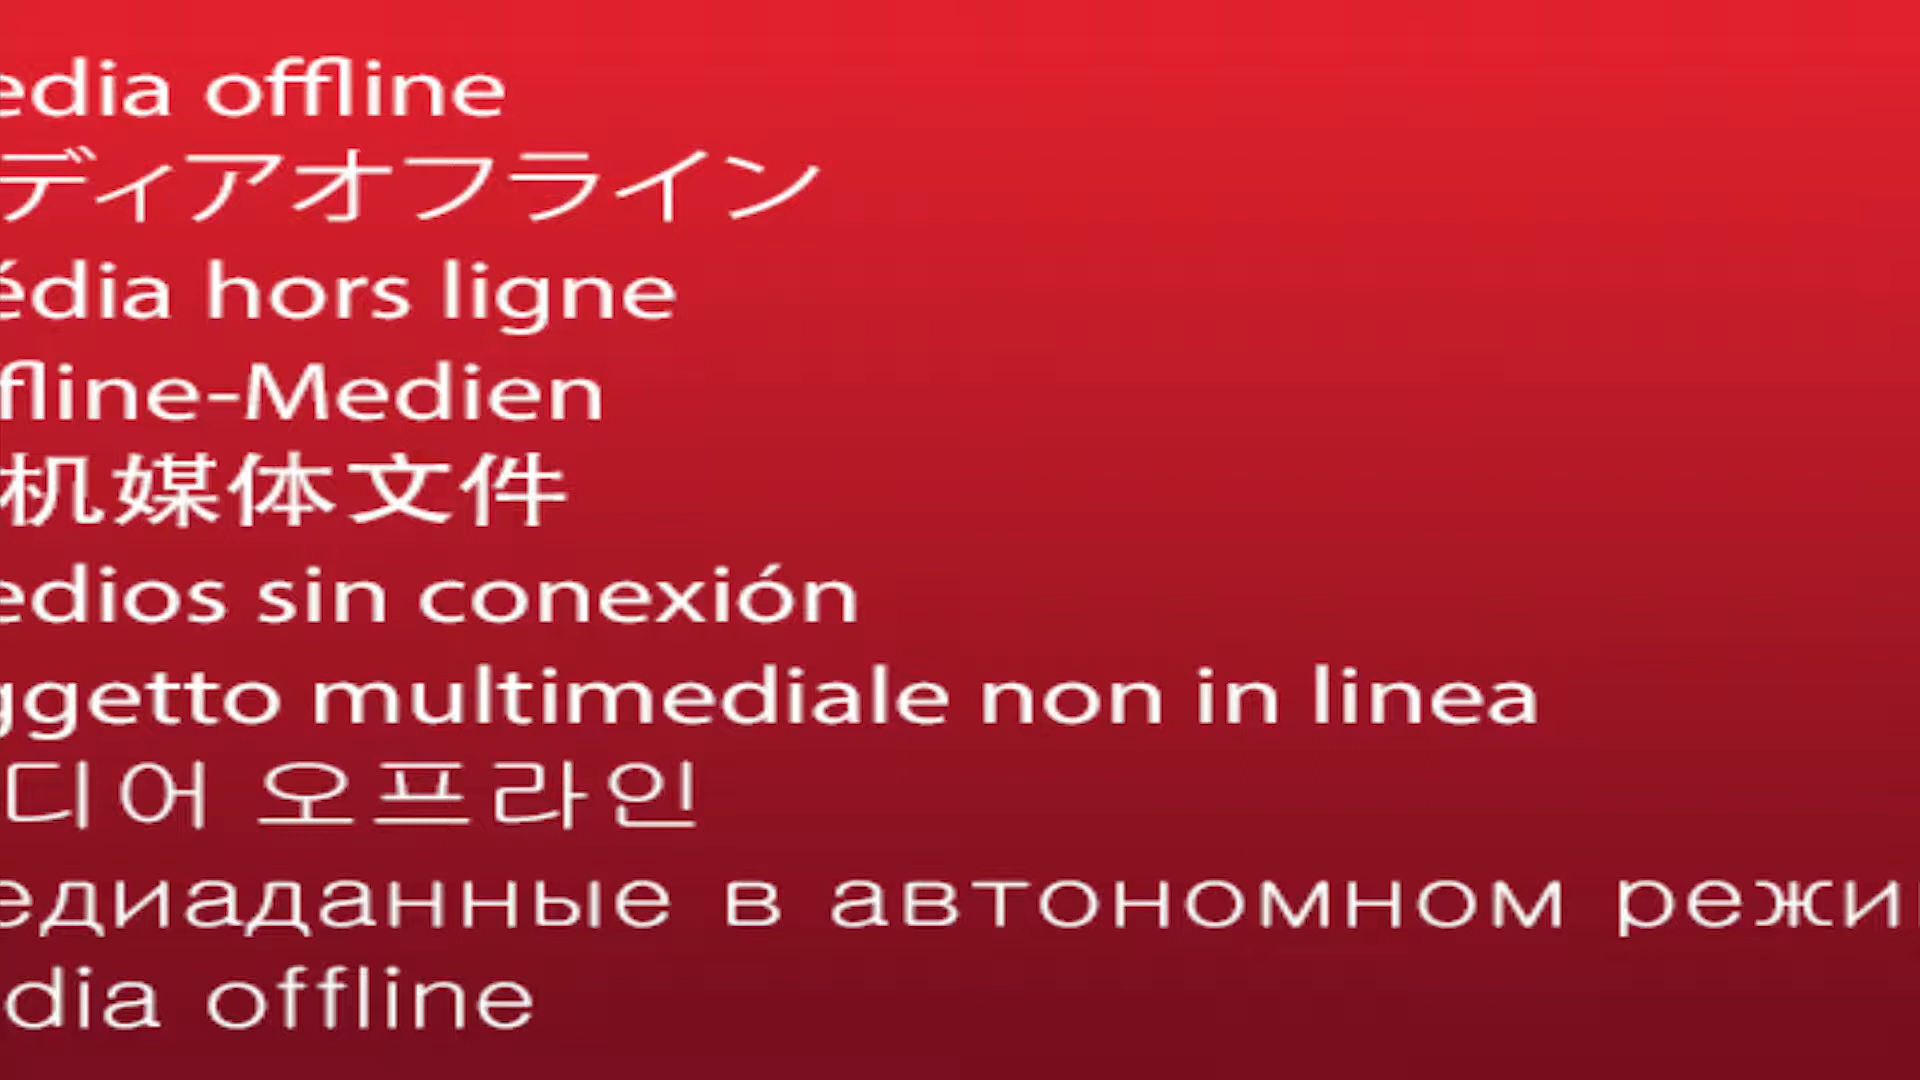 edia offline
ディアオフライン
édia hors ligne
fline-Medien
机媒体文件
edios sin conexión
ggetto multimediale non in linea
디어 오프라인
едиаданные в автономном режи
dia offline